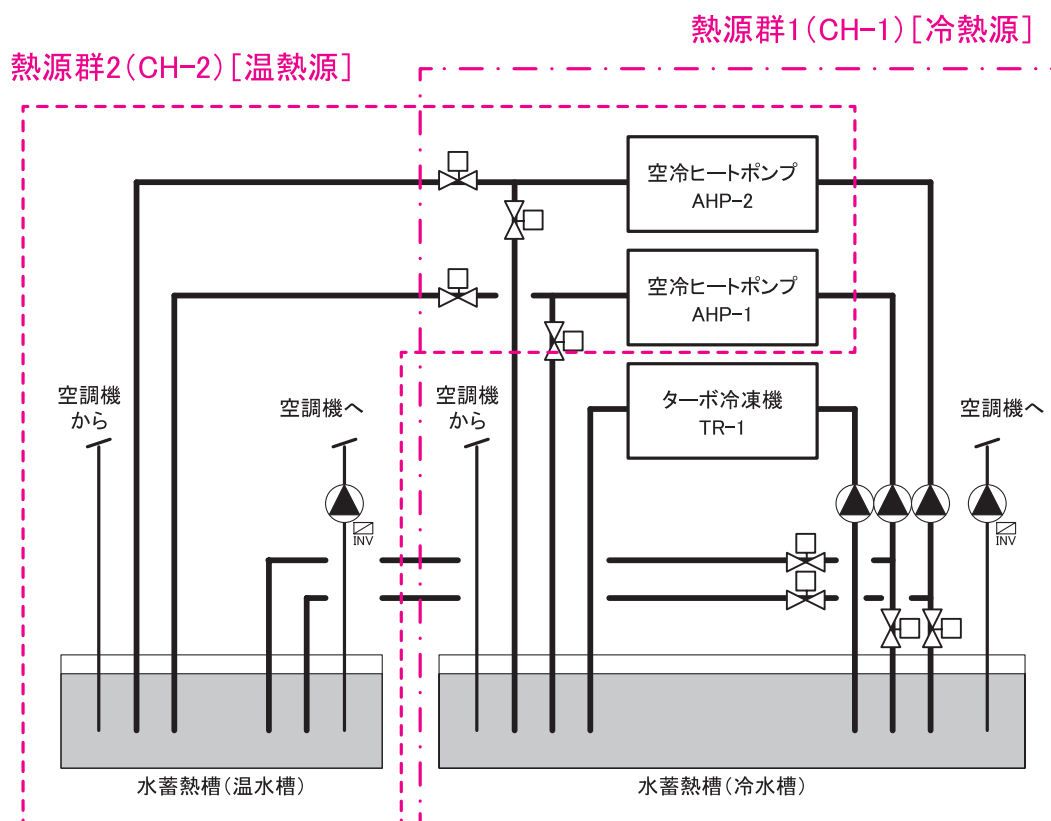 熱源群1(CH-1)[冷熱源]
熱源群2(CH-2)[温熱源]
空冷ヒートポンプ
AHP-2
空冷ヒートポンプ
AHP-1
ターボ冷凍機
TR-1
空調機
から
空調機へ
空調機
から
空調機へ
INV
INV
水蓄熱槽(温水槽)
水蓄熱槽(冷水槽)